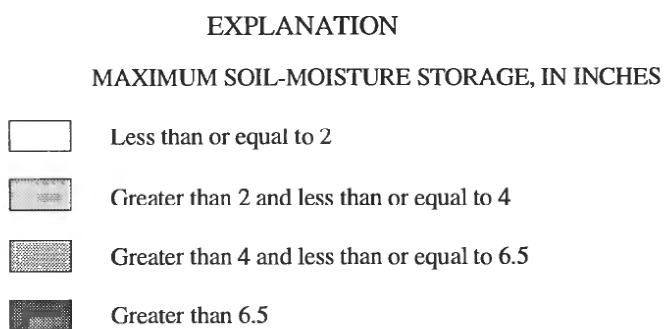 EXPLANATION
MAXIMUM SOIL-MOISTURE STORAGE, IN INCHES
Less than or equal to 2
Greater than 2 and less than or equal to 4
Greater than 4 and less than or equal to 6.5
Greater than 6.5